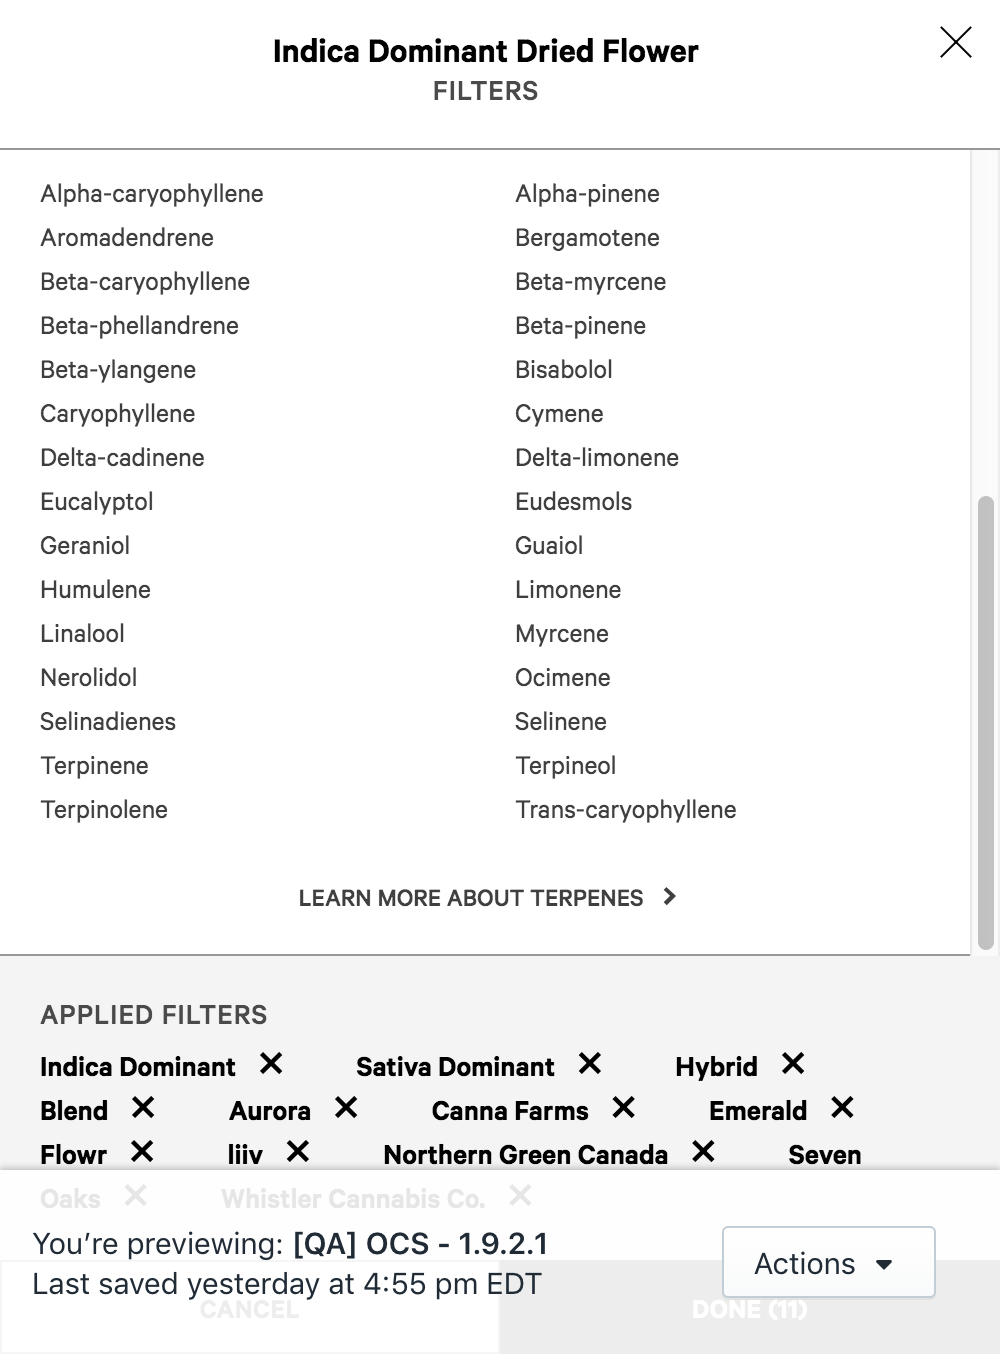 Indica Dominant Dried Flower
FILTERS
Alpha-caryophyllene Alpha-pinene
Aromadendrene Bergamotene
Beta-caryophyllene Beta-myrcene
Beta-phellandrene Beta-pinene
Beta-ylangene Bisabolol
Caryophyllene Cymene
Delta-cadinene Delta-limonene
Eucalyptol Eudesmols
Geraniol Guaiol
Humulene Limonene
Linalool Myrcene
Nerolidol Ocimene
Selinadienes Selinene
Terpinene Terpineol
Terpinolene Trans-caryophyllene
LEARN MORE ABOUT TERPENES
APPLIED FILTERS
Indica Dominant Sativa Dominant Hybrid
Blend Aurora Canna Farms Emerald
Flowr liiv Northern Green Canada Seven
Oaks Whistler Cannabis Co.
You’re previewing: [QA] OCS - 1.9.2.1
Actions
Last saved yesterday at 4:55 pm EDT
CANCEL DONE (11)